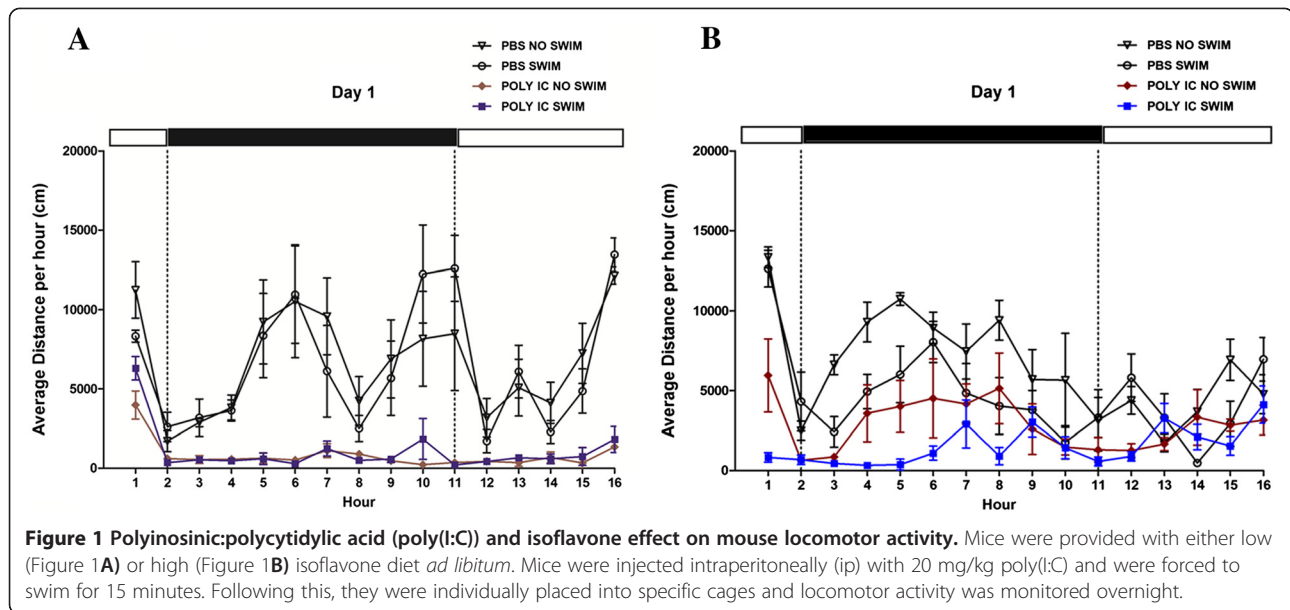 A
PBS NO SWIM
PBS SWIM
POLY IC NO SWIM
POLY IC SWIM
Day 1
20000
15000
10000
5000
0
Average Distance per hour (cm)
1 2 3 4 5 6 7 8 9 10 11 12 13 14 15 16
Hour
B
PBS NO SWIM
PBS SWIM
POLY IC NO SWIM
POLY IC SWIM
Day 1
20000
15000
10000
5000
0
Average Distance per hour (cm)
1 2 3 4 5 6 7 8 9 10 11 12 13 14 15 16
Hour
Figure 1 Polyinosinic:polycytidylic acid (poly(I:C)) and isoflavone effect on mouse locomotor activity. Mice were provided with either low
(Figure 1A) or high (Figure 1B) isoflavone diet ad libitum. Mice were injected intraperitoneally (ip) with 20 mg/kg poly(I:C) and were forced to
swim for 15 minutes. Following this, they were individually placed into specific cages and locomotor activity was monitored overnight.